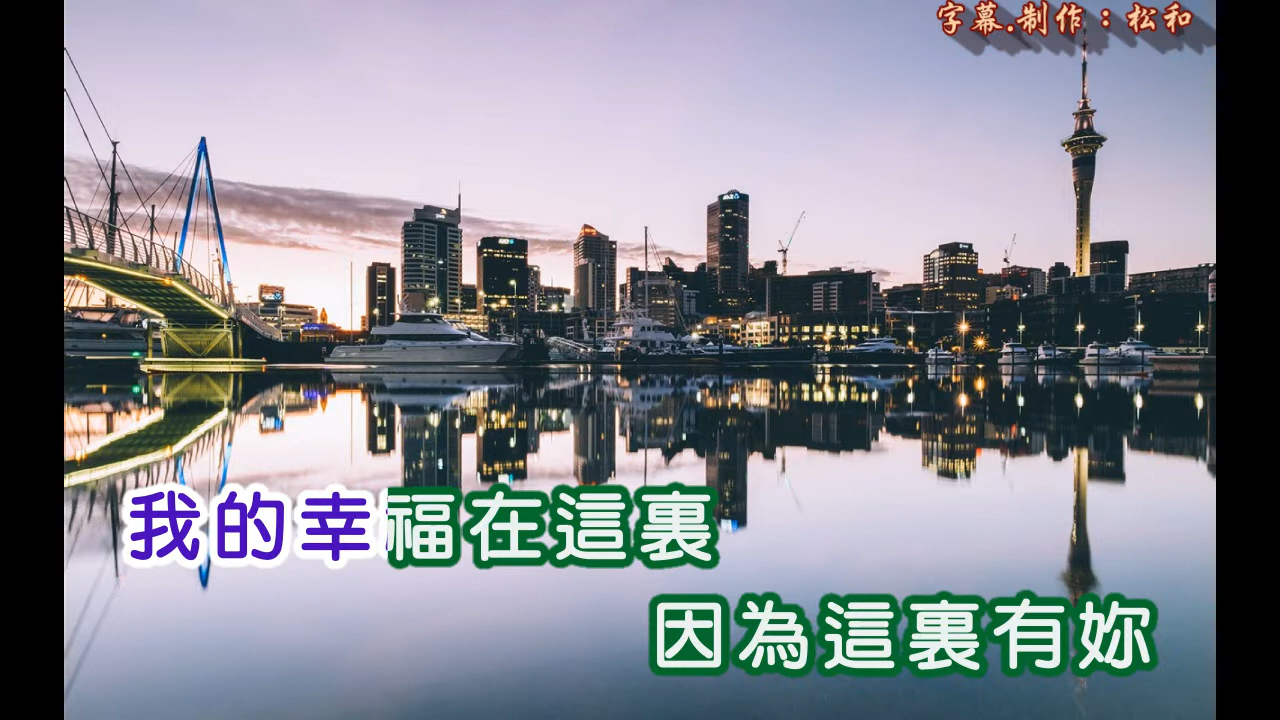 字幕.制作：松和
我的幸福在這裏
因為這裏有妳